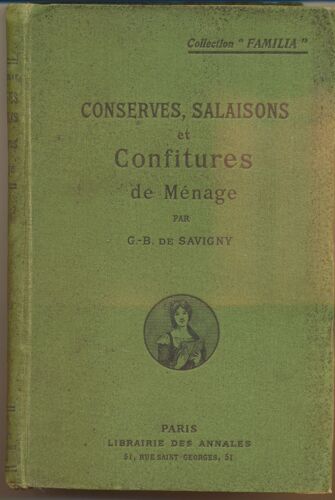 Collection " FAMILIA "
CONSERVES, SALAISONS
et
Confitures
de Ménage
PAR
G.-B. DE SAVIGNY
PARIS
LIBRAIRIE DES ANNALES
51, RUE SAINT-GEORGES, 51